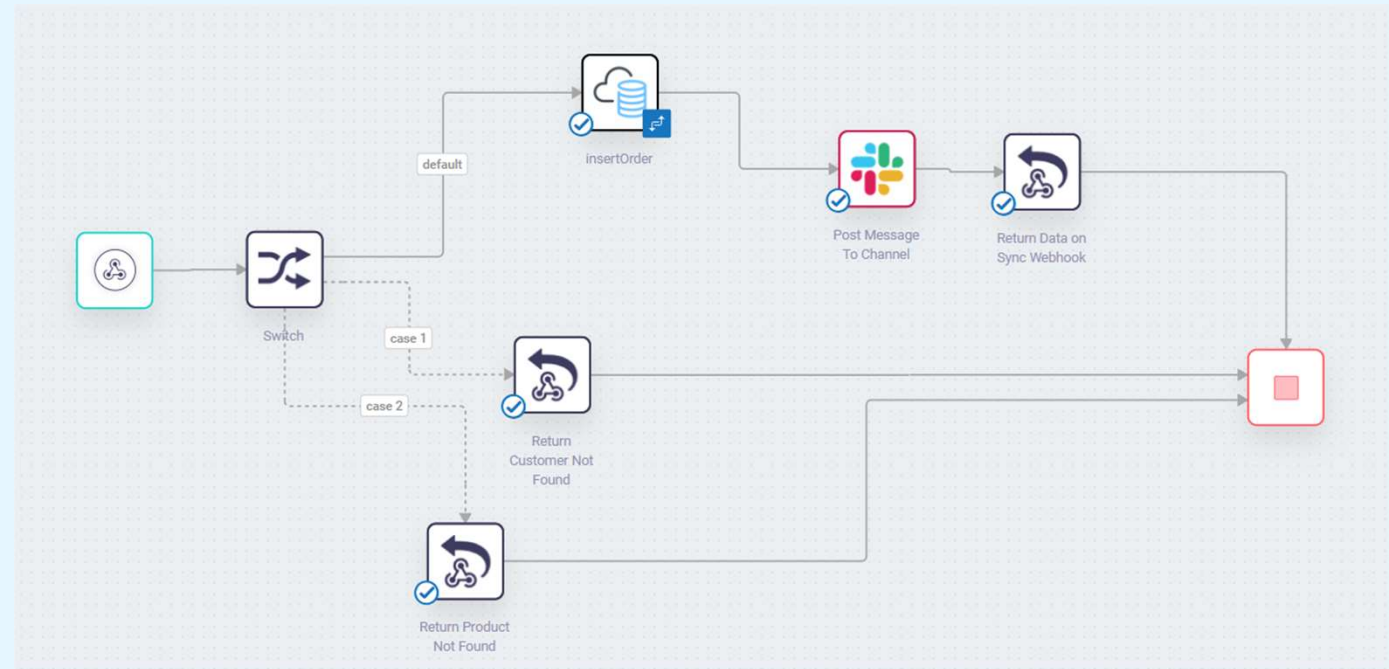 insertOrder
default
Post Message
To Channel
Return Data on
Sync Webhook
Switch
case 1
case 2
Return
Customer Not
Found
Return Product
Not Found